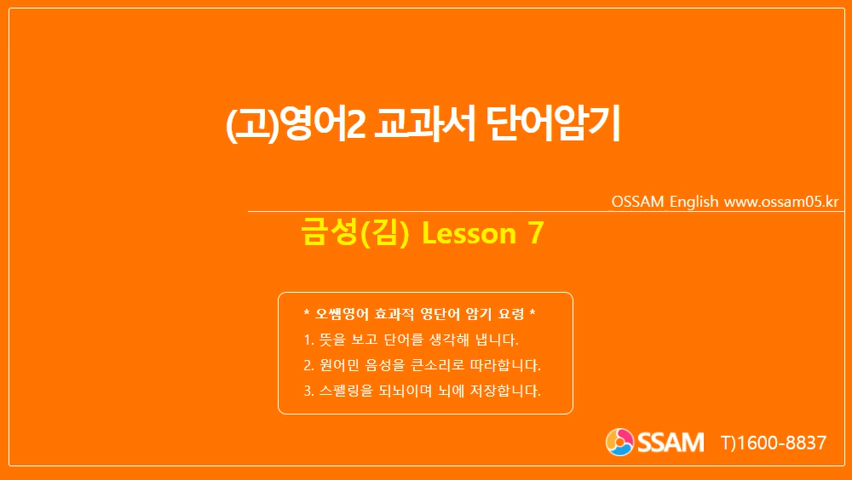 (고)영어2 교과서 단어암기
OSSAM English www.ossam05.kr
금성(김) Lesson 7
* 오쌤영어 효과적 영단어 암기 요령 *
1. 뜻을 보고 단어를 생각해 냅니다.
2. 원어민 음성을 큰소리로 따라합니다.
3. 스펠링을 되뇌이며 뇌에 저장합니다.
OSSAM T)1600-8837